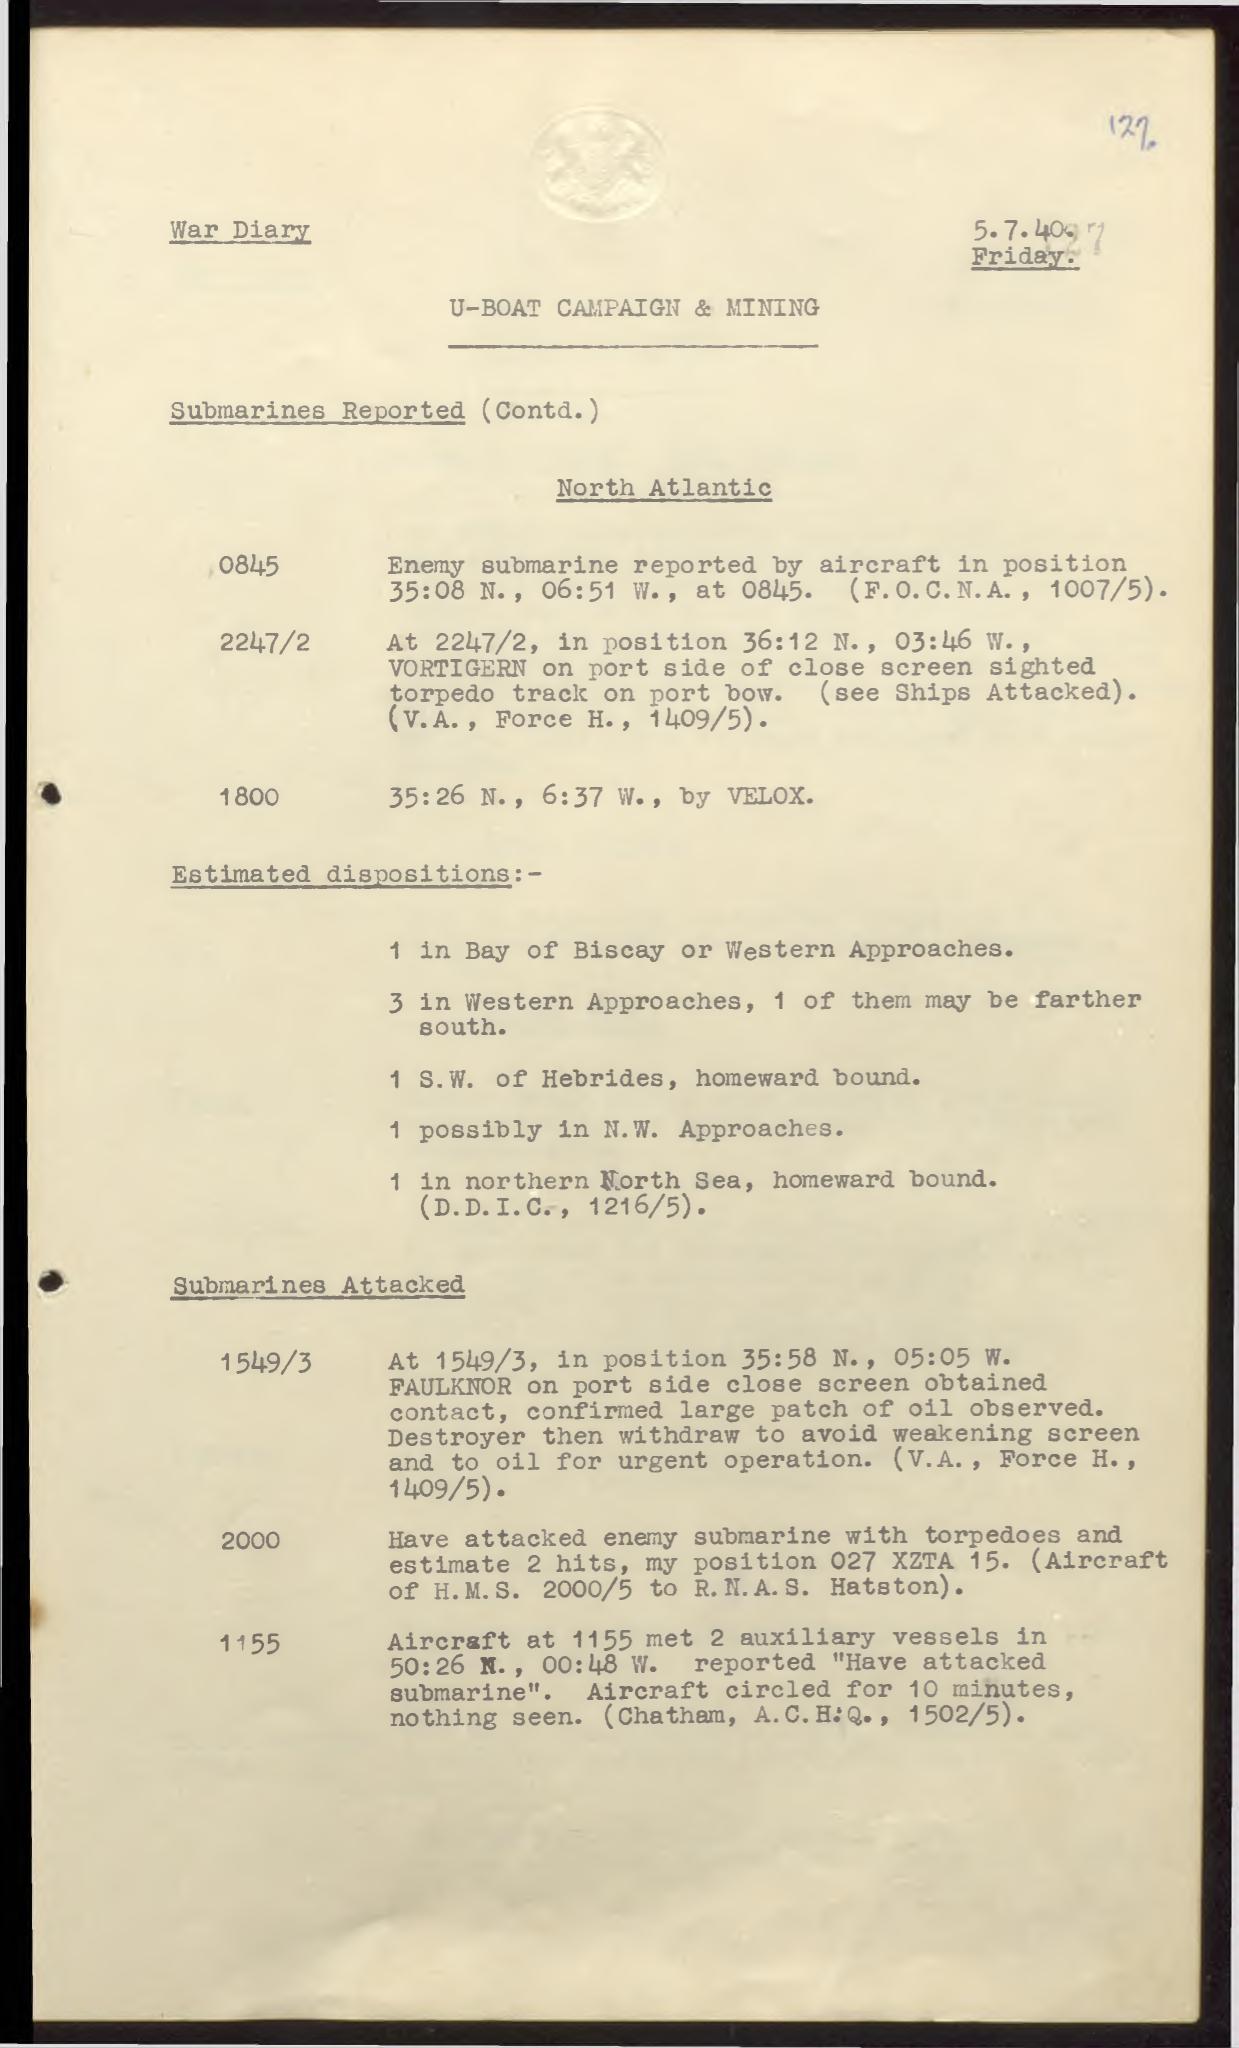 127.
War Diary
5.7.40.
127
Friday.
U-BOAT CAMPAIGN & MINING
Submarines Reported (Contd.)
North Atlantic
0845 Enemy submarine reported by aircraft in position
35:08 N., 06:51 W., at 0845. (F.O.C.N.A., 1007/5).
2247/2 At 2247/2, in position 36:12 N., 03:46 W.,
VORTIGERN on port side of close screen sighted
torpedo track on port bow. (see Ships Attacked).
(V.A., Force H., 1409/5).
1800 35:26 N., 6:37 W., by VELOX.
Estimated dispositions:-
1 in Bay of Biscay or Western Approaches.
3 in Western Approaches, 1 of them may be farther
south.
1 S.W. of Hebrides, homeward bound.
1 possibly in N.W. Approaches.
1 in northern North Sea, homeward bound.
(D.D.I.C., 1216/5).
Submarines Attacked
1549/3 At 1549/3, in position 35:58 N., 05:05 W.
FAULKNOR on port side close screen obtained
contact, confirmed large patch of oil observed.
Destroyer then withdraw to avoid weakening screen
and to oil for urgent operation. (V.A., Force H.,
1409/5).
2000 Have attacked enemy submarine with torpedoes and
estimate 2 hits, my position 027 XZTA 15. (Aircraft
of H.M.S. 2000/5 to R.N.A.S. Hatston).
1155 Aircraft at 1155 met 2 auxiliary vessels in
50:26 N., 00:48 W. reported "Have attacked
submarine". Aircraft circled for 10 minutes,
nothing seen. (Chatham, A.C.H.Q., 1502/5).